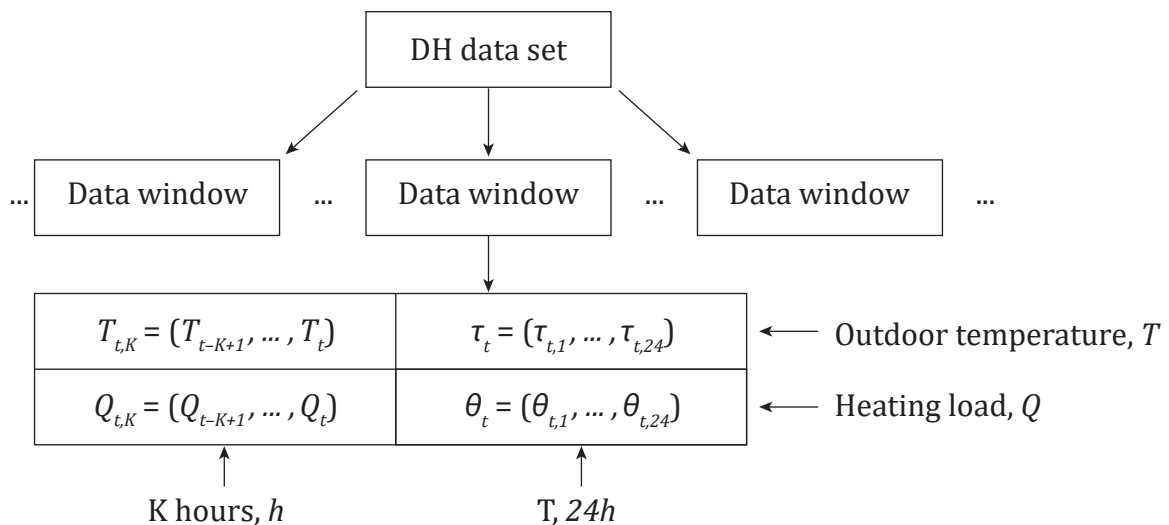 DH data set
... Data window ... Data window ... Data window ...
T_{t,K} = (T_{t–K+1}, ... , T_t) τ_t = (τ_{t,1}, ... , τ_{t,24}) Outdoor temperature, T
Q_{t,K} = (Q_{t–K+1}, ... , Q_t) θ_t = (θ_{t,1}, ... , θ_{t,24}) Heating load, Q
K hours, h T, 24h